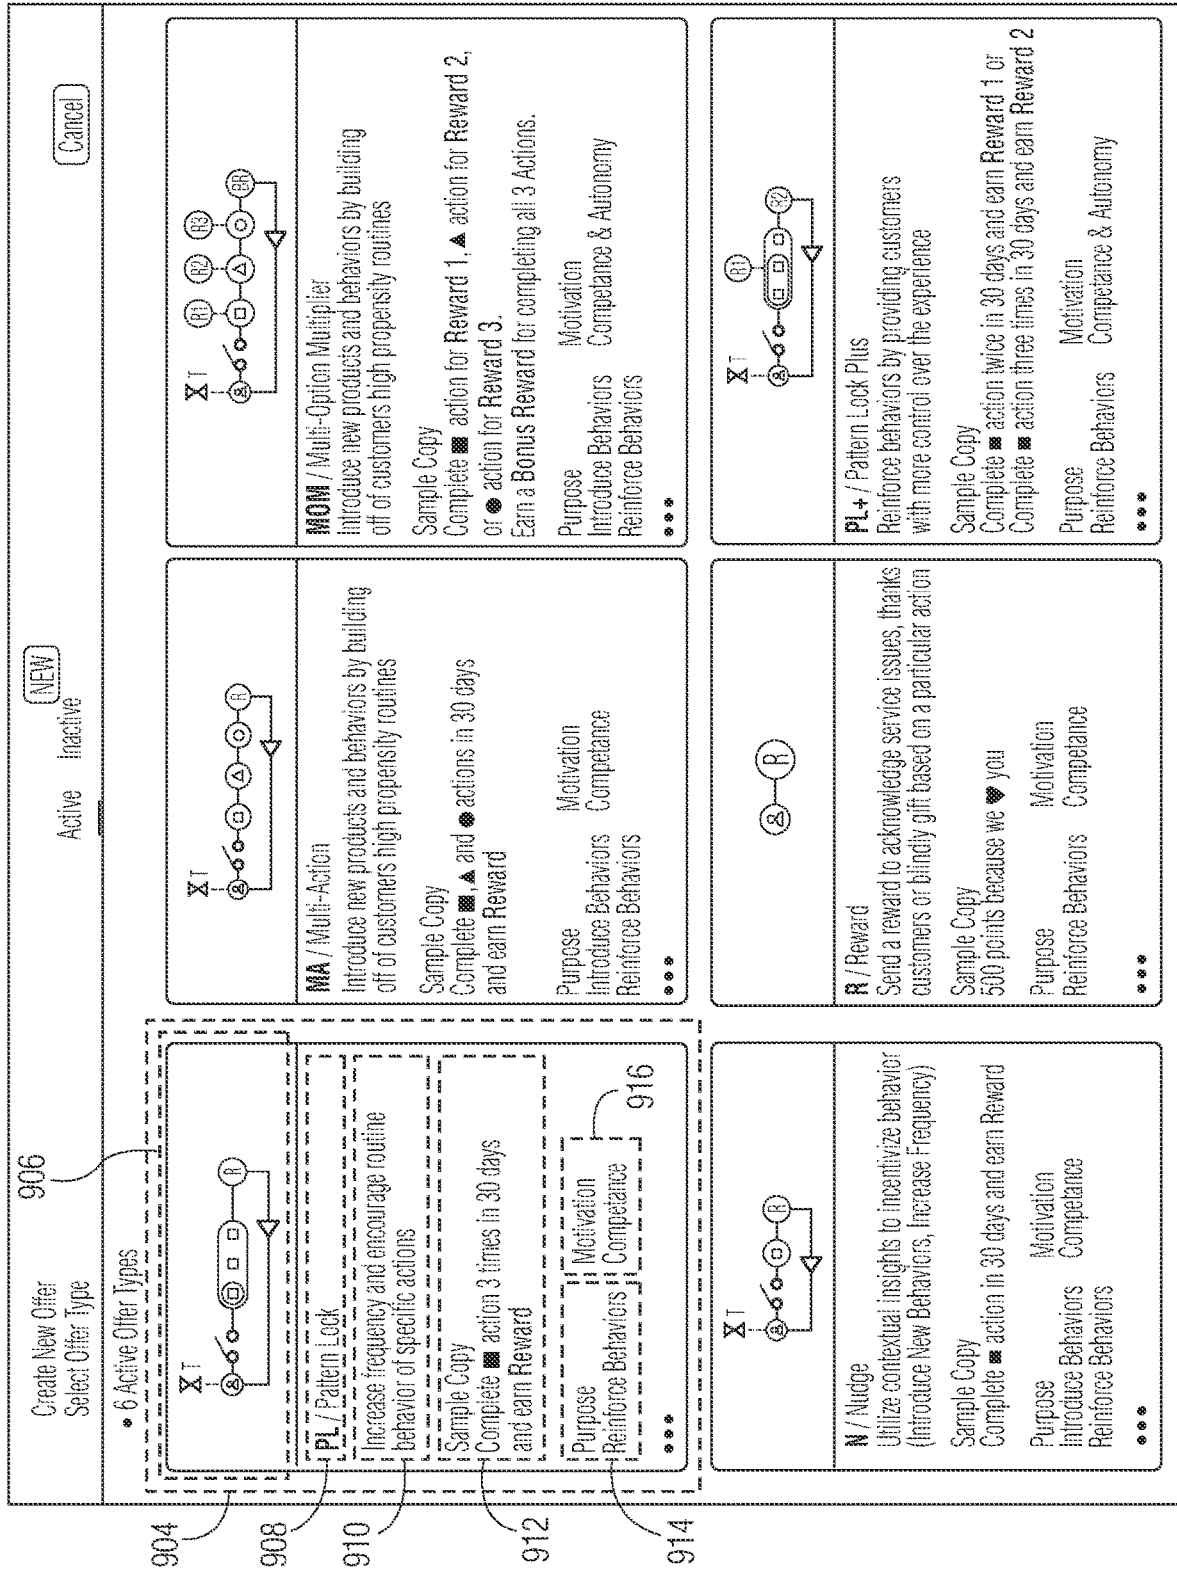 906
Create New Offer
Select Offer Type
NEW
Active Inactive
Cancel
• 6 Active Offer Types
904
T
R
908
PL / Pattern Lock
910
Increase frequency and encourage routine
behavior of specific actions
912
Sample Copy
Complete ■ action 3 times in 30 days
and earn Reward
914
Purpose
Reinforce Behaviors
916
Motivation
Competance
•••
T
R
MA / Multi-Action
Introduce new products and behaviors by building
off of customers high propensity routines
Sample Copy
Complete ■, ▲ and ● actions in 30 days
and earn Reward
Purpose
Introduce Behaviors
Reinforce Behaviors
Motivation
Competance
•••
T
R1
R2
R3
BR
MOM / Multi-Option Multiplier
Introduce new products and behaviors by building
off of customers high propensity routines
Sample Copy
Complete ■ action for Reward 1, ▲ action for Reward 2,
or ● action for Reward 3.
Earn a Bonus Reward for completing all 3 Actions.
Purpose
Introduce Behaviors
Reinforce Behaviors
Motivation
Competance & Autonomy
•••
T
R
N / Nudge
Utilize contextual insights to incentivize behavior
(Introduce New Behaviors, Increase Frequency)
Sample Copy
Complete ■ action in 30 days and earn Reward
Purpose
Introduce Behaviors
Reinforce Behaviors
Motivation
Competance
•••
R
R / Reward
Send a reward to acknowledge service issues, thanks
customers or blindly gift based on a particular action
Sample Copy
500 points because we ♥ you
Purpose
Reinforce Behaviors
Motivation
Competance
•••
T
R1
R2
PL+ / Pattern Lock Plus
Reinforce behaviors by providing customers
with more control over the experience
Sample Copy
Complete ■ action twice in 30 days and earn Reward 1 or
Complete ■ action three times in 30 days and earn Reward 2
Purpose
Reinforce Behaviors
Motivation
Competance & Autonomy
•••